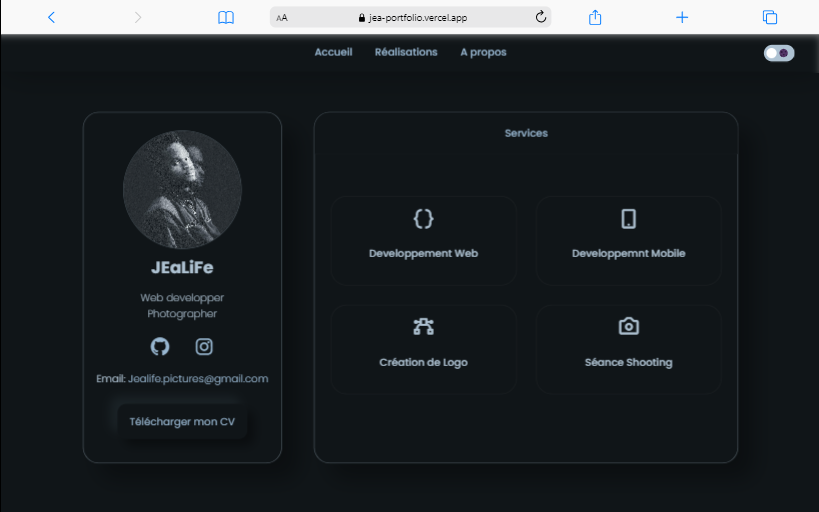 AA
jea-portfolio.vercel.app
Accueil Réalisations A propos
JEaLiFe
Web developper
Photographer
Email: Jealife.pictures@gmail.com
Télécharger mon CV
Services
Developpement Web
Developpemnt Mobile
Création de Logo
Séance Shooting